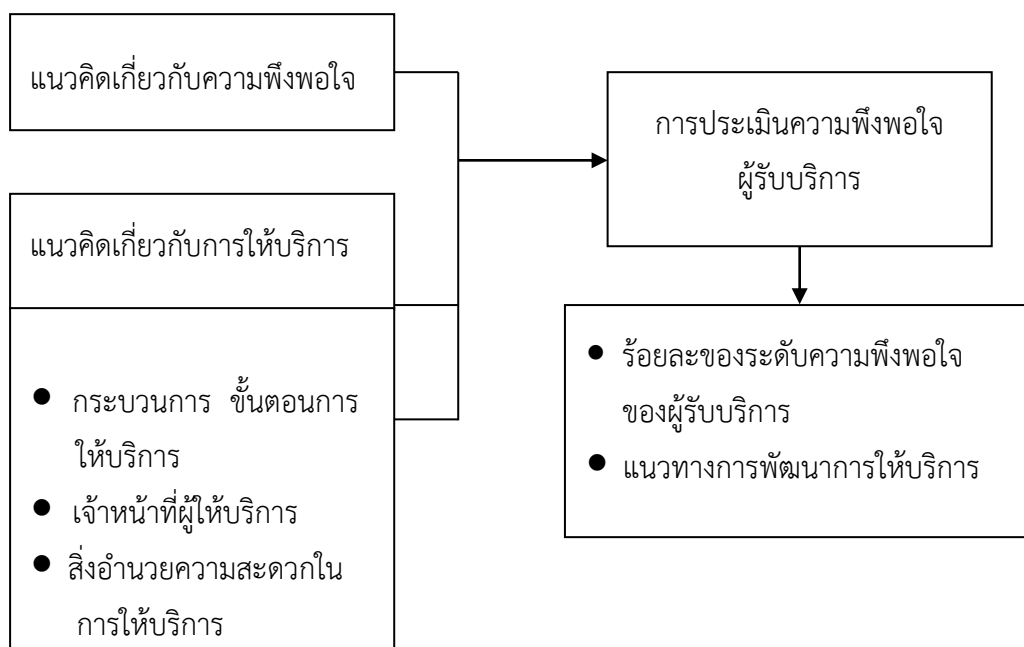 แนวคิดเกี่ยวกับความพึงพอใจ
แนวคิดเกี่ยวกับการให้บริการ
● กระบวนการ ขั้นตอนการ
ให้บริการ
● เจ้าหน้าที่ผู้ให้บริการ
● สิ่งอำนวยความสะดวกใน
การให้บริการ
การประเมินความพึงพอใจ
ผู้รับบริการ
● ร้อยละของระดับความพึงพอใจ
ของผู้รับบริการ
● แนวทางการพัฒนาการให้บริการ